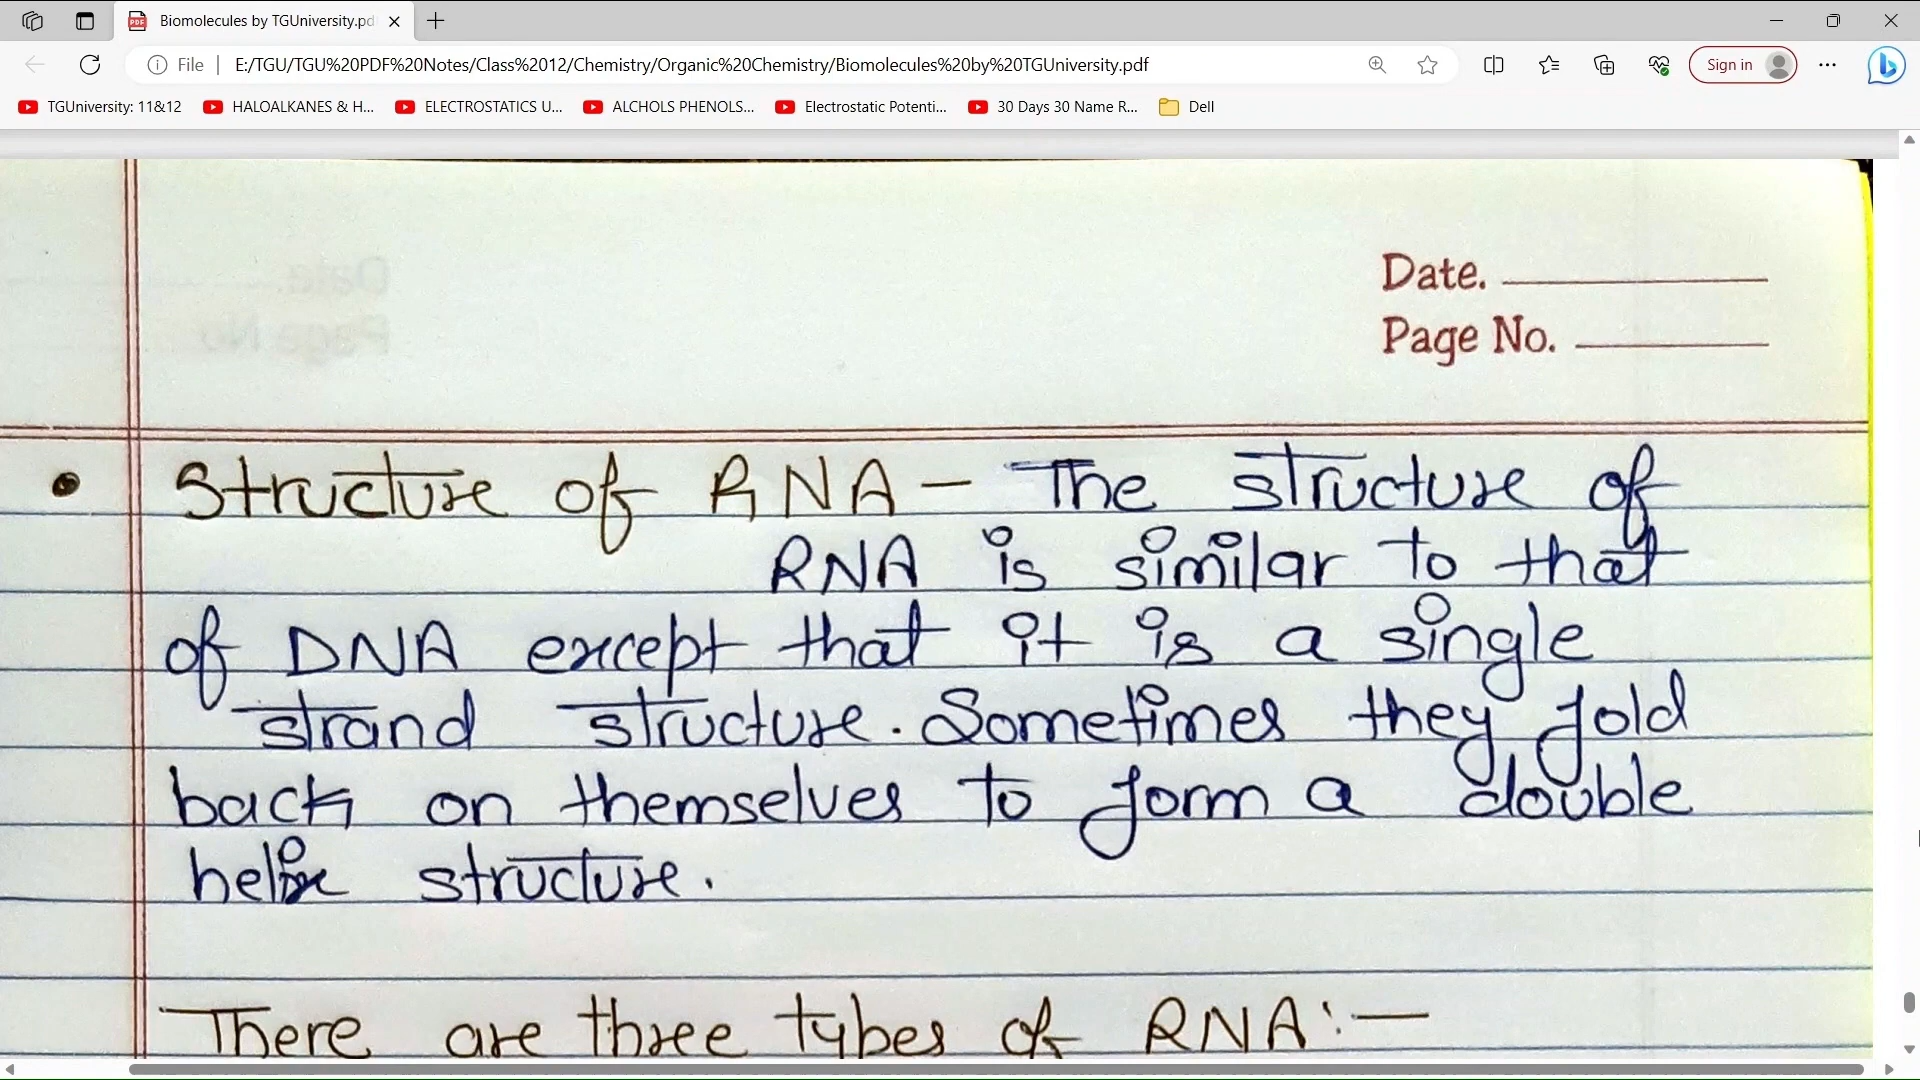 Biomolecules by TGUniversity.pd
File
E:/TGU/TGU%20PDF%20Notes/Class%2012/Chemistry/Organic%20Chemistry/Biomolecules%20by%20TGUniversity.pdf
Sign in
TGUniversity: 11&12
HALOALKANES & H...
ELECTROSTATICS U...
ALCHOLS PHENOLS...
Electrostatic Potenti...
30 Days 30 Name R...
Dell
Date.
Page No.
• Structure of RNA - The structure of
RNA is similar to that
of DNA except that it is a single
strand structure. Sometimes they fold
back on themselves to form a double
helix structure.
There are three types of RNA:-